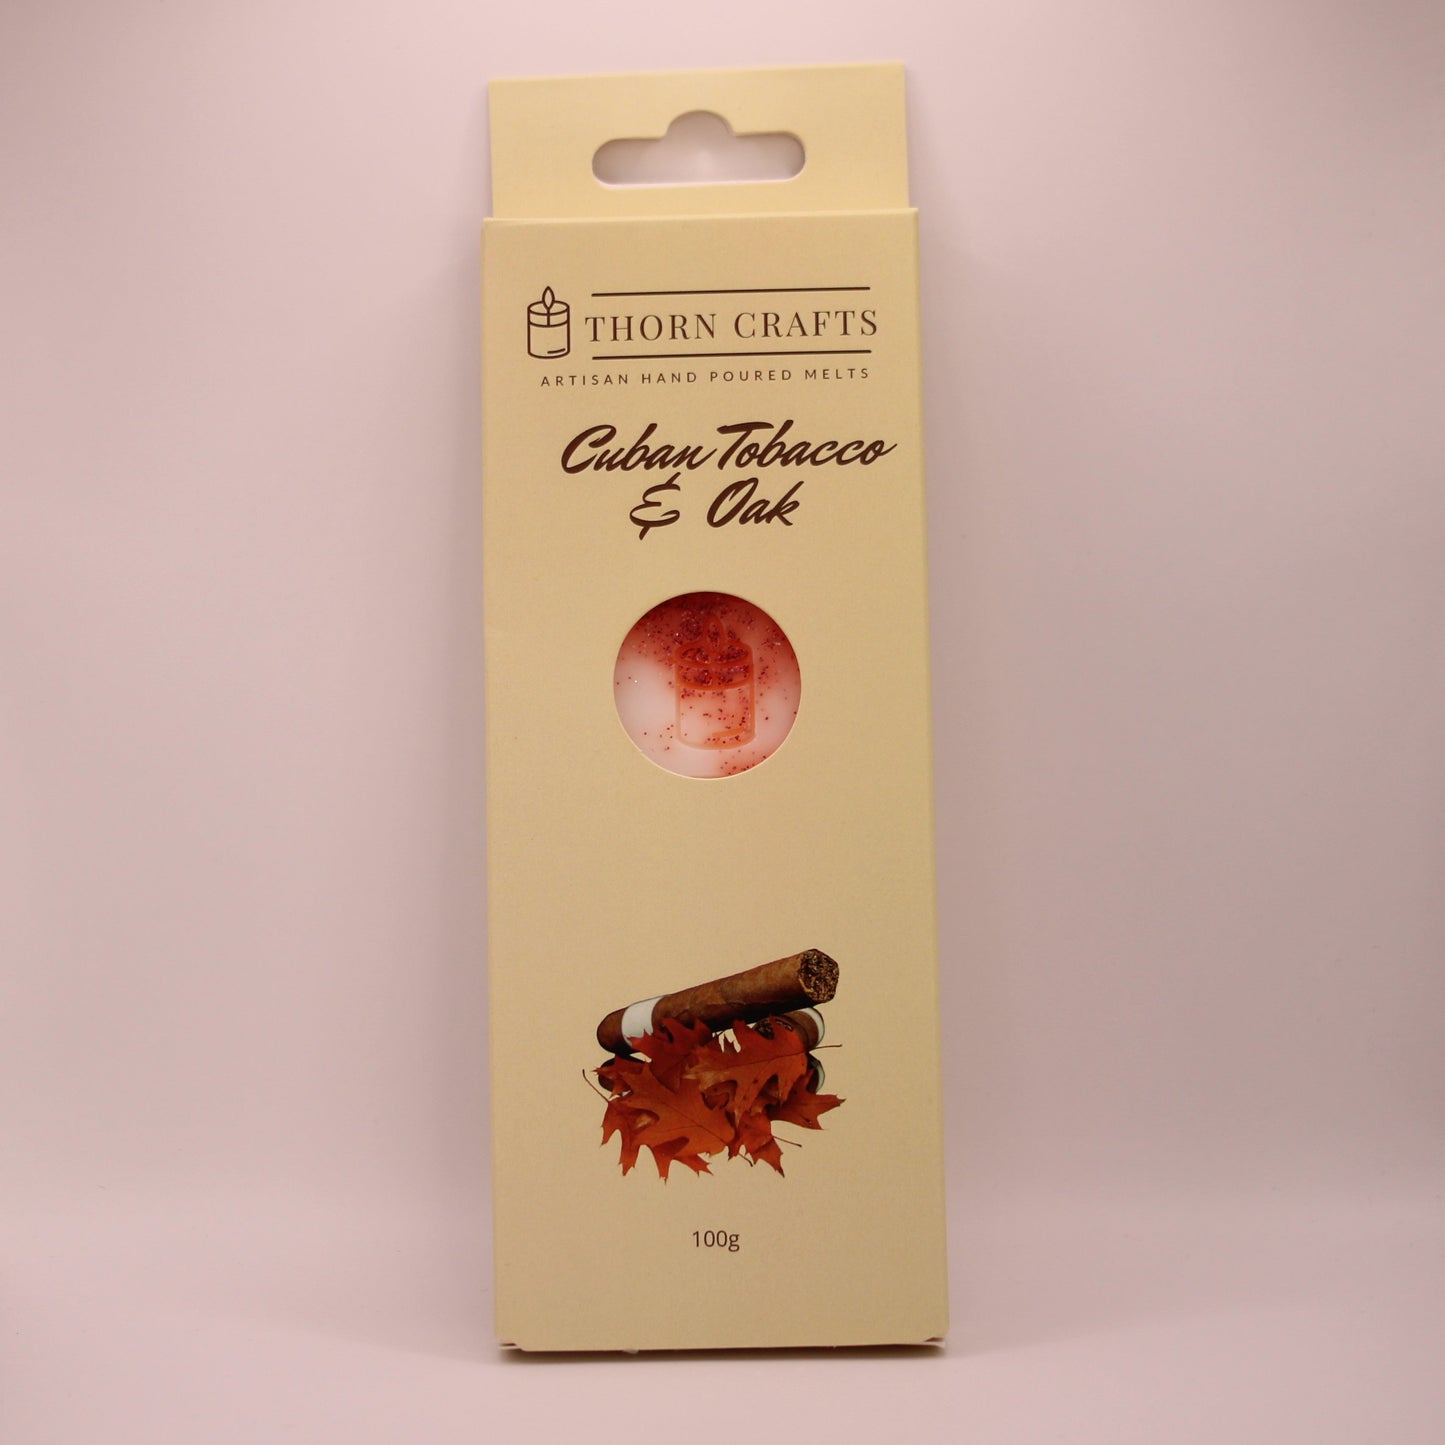 THORN CRAFTS
ARTISAN HAND POURED MELTS
Cuban Tobacco
& Oak
100g